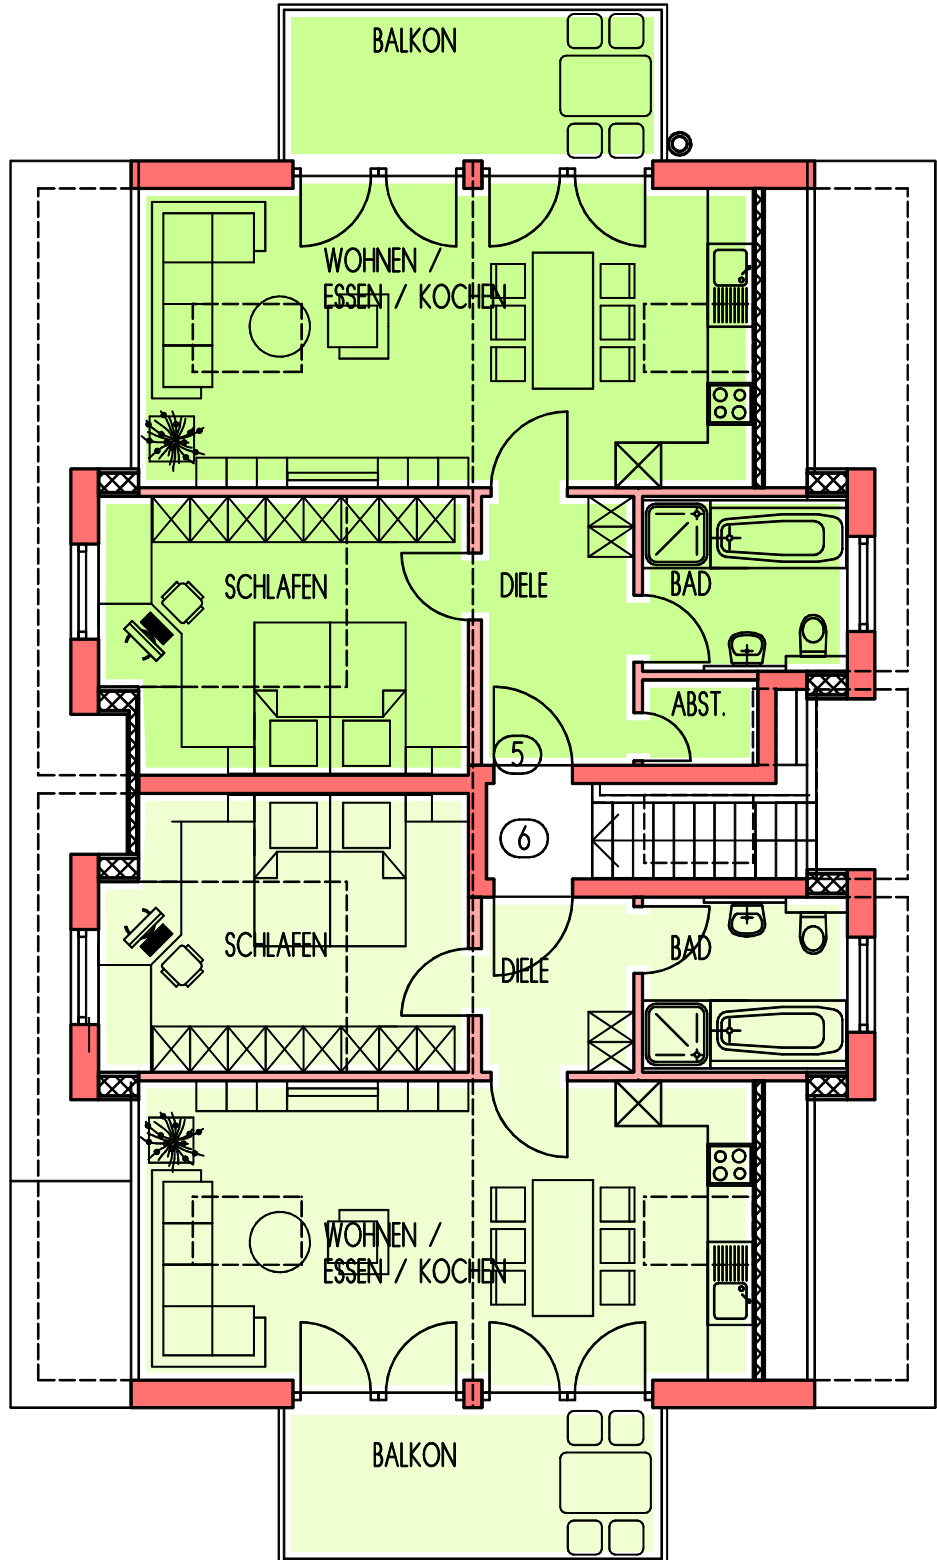 BALKON
WOHNEN /
ESSEN / KOCHEN
SCHLAFEN
DIELE
BAD
ABST.
5
6
SCHLAFEN
BAD
DIELE
WOHNEN /
ESSEN / KOCHEN
BALKON